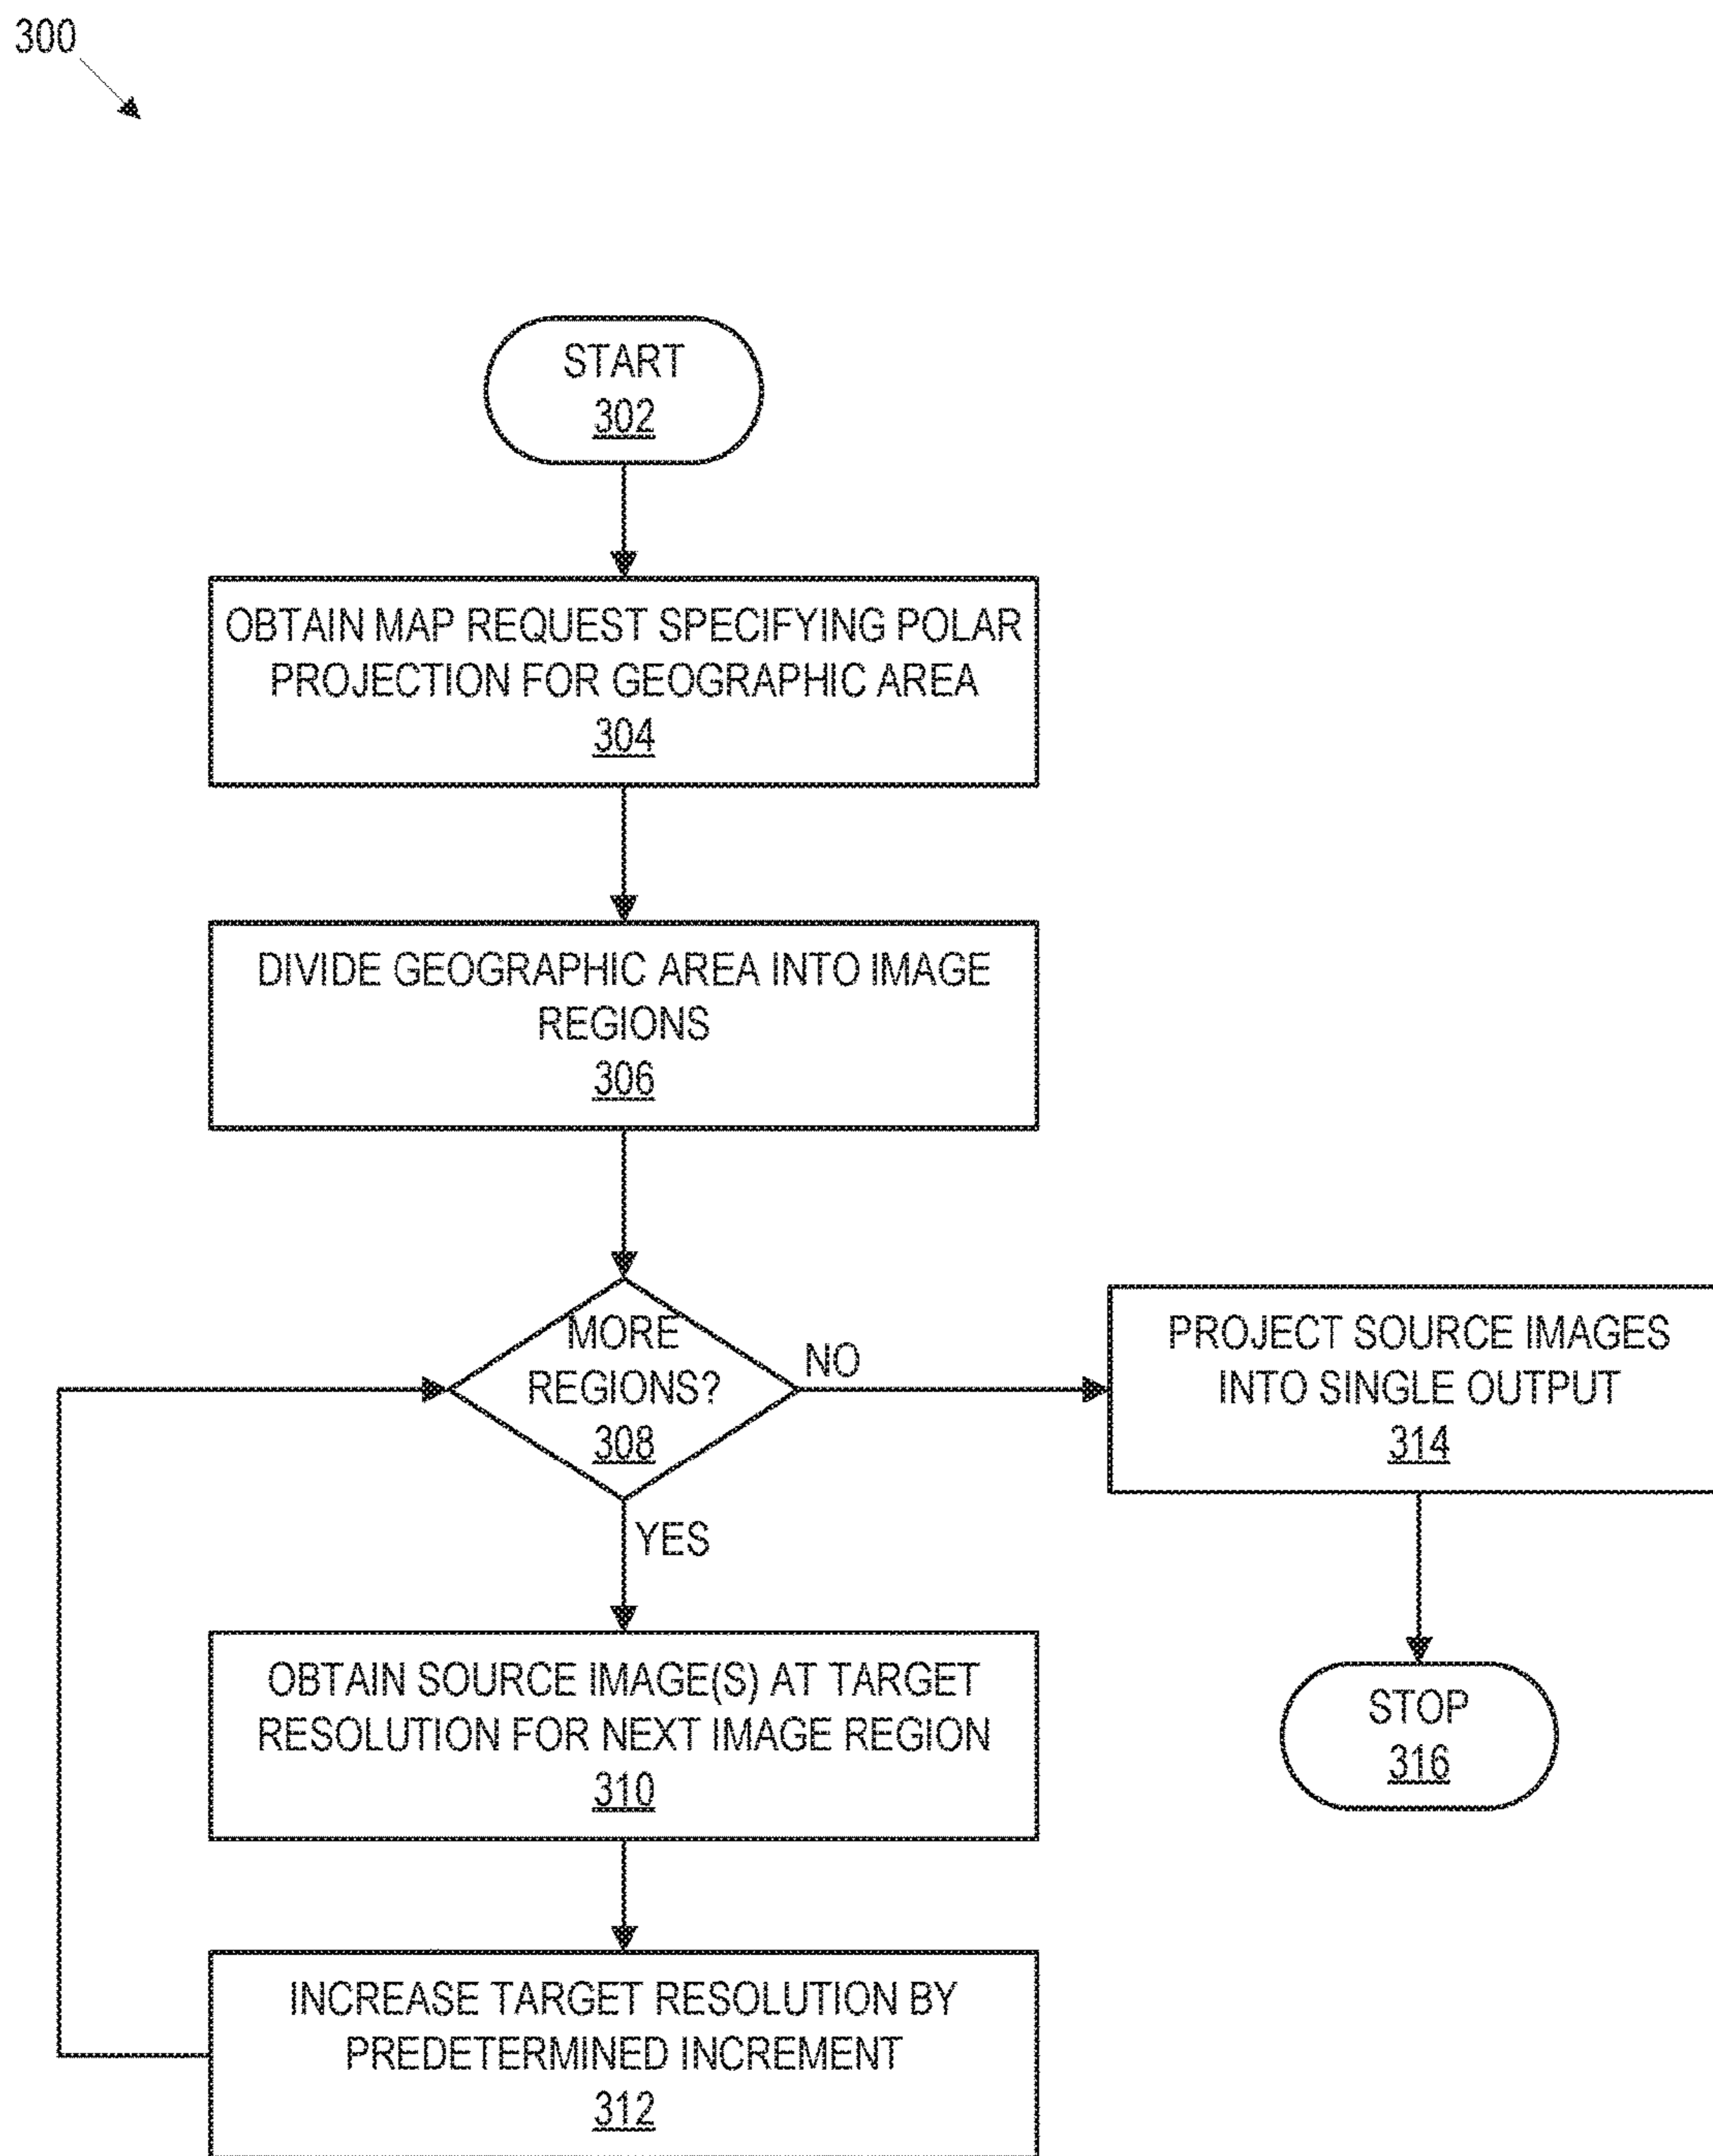 300
START
302
OBTAIN MAP REQUEST SPECIFYING POLAR
PROJECTION FOR GEOGRAPHIC AREA
304
DIVIDE GEOGRAPHIC AREA INTO IMAGE
REGIONS
306
MORE
REGIONS?
308
NO
YES
PROJECT SOURCE IMAGES
INTO SINGLE OUTPUT
314
OBTAIN SOURCE IMAGE(S) AT TARGET
RESOLUTION FOR NEXT IMAGE REGION
310
STOP
316
INCREASE TARGET RESOLUTION BY
PREDETERMINED INCREMENT
312